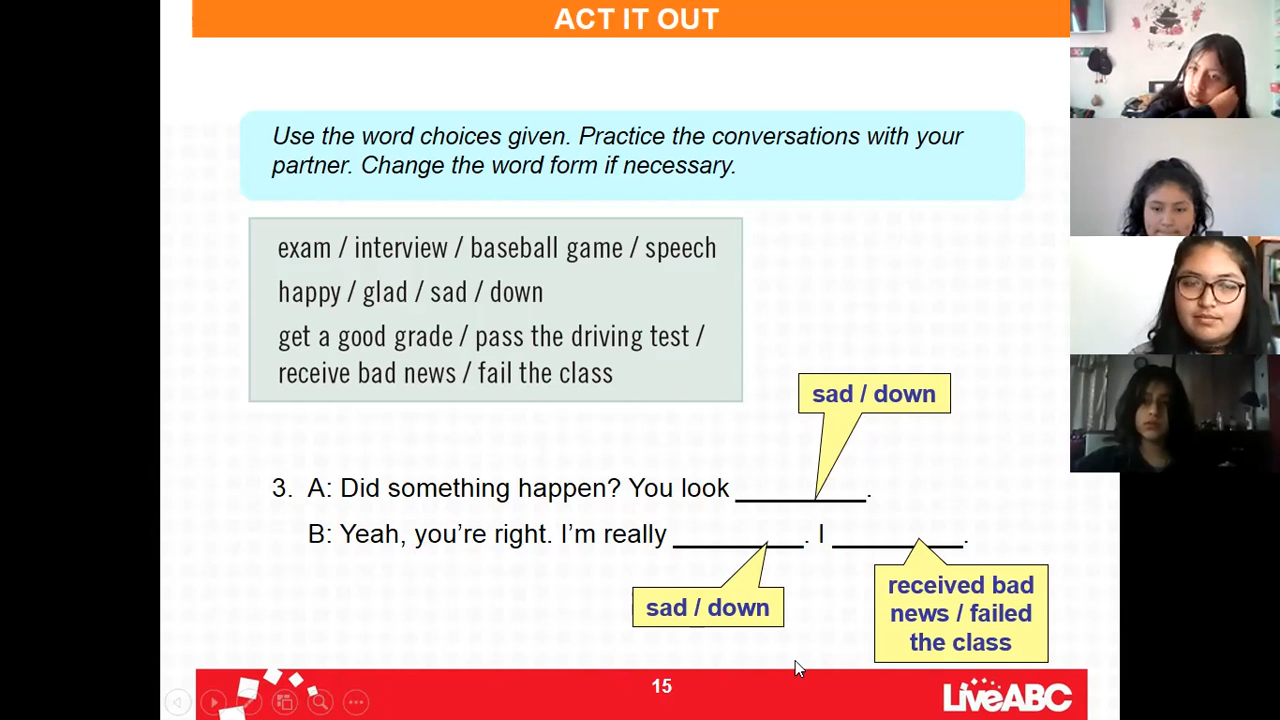 ACT IT OUT
Use the word choices given. Practice the conversations with your
partner. Change the word form if necessary.
exam / interview / baseball game / speech
happy / glad / sad / down
get a good grade / pass the driving test /
receive bad news / fail the class
sad / down
3. A: Did something happen? You look ________.
B: Yeah, you’re right. I’m really ________. I ________.
sad / down
received bad
news / failed
the class
15
LiveABC